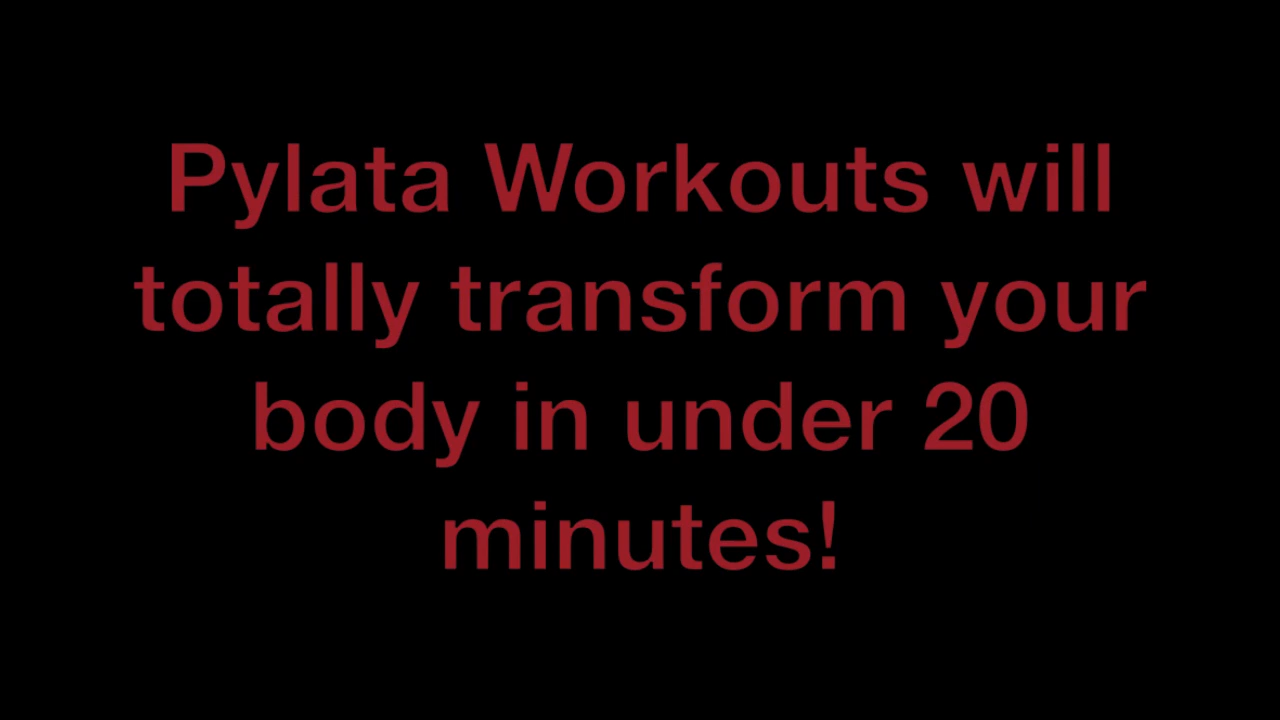 Pylata Workouts will
totally transform your
body in under 20
minutes!